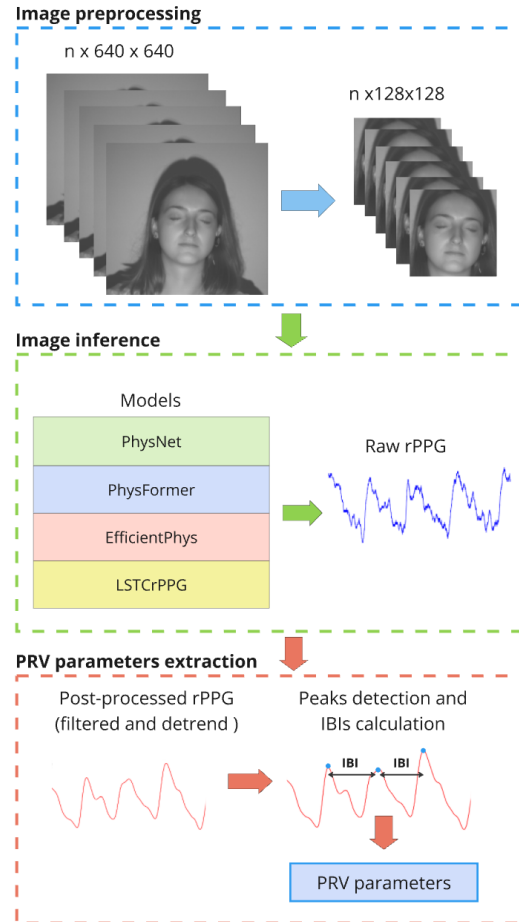 Image preprocessing
n x 640 x 640
n x128x128
Image inference
Models
PhysNet
PhysFormer
EfficientPhys
LSTCrPPG
Raw rPPG
PRV parameters extraction
Post-processed rPPG
(filtered and detrend )
Peaks detection and
IBIs calculation
IBI
IBI
PRV parameters